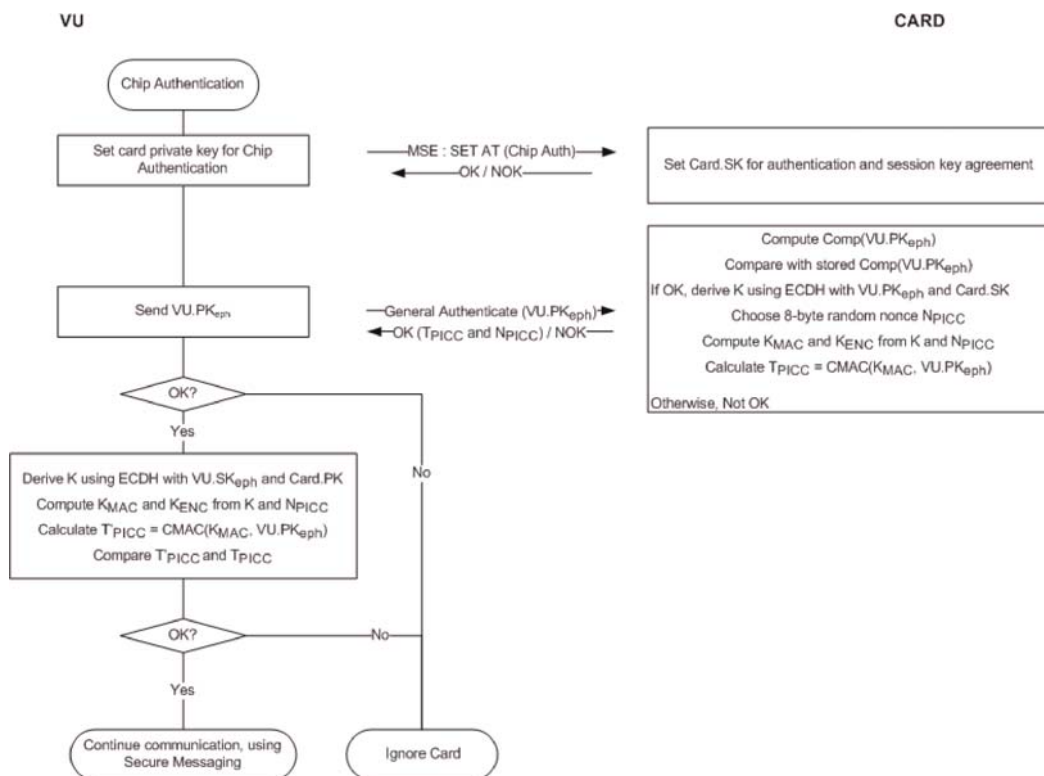 VU
CARD
Chip Authentication
Set card private key for Chip
Authentication
MSE : SET AT (Chip Auth)
OK / NOK
Set Card.SK for authentication and session key agreement
Compute Comp(VU.PKeph)
Compare with stored Comp(VU.PKeph)
If OK, derive K using ECDH with VU.PKeph and Card.SK
Choose 8-byte random nonce NPICC
Compute KMAC and KENC from K and NPICC
Calculate TPICC = CMAC(KMAC, VU.PKeph)
Otherwise, Not OK
Send VU.PKeph
General Authenticate (VU.PKeph)
OK (TPICC and NPICC) / NOK
OK?
Yes
No
Derive K using ECDH with VU.SKeph and Card.PK
Compute KMAC and KENC from K and NPICC
Calculate T'PICC = CMAC(KMAC, VU.PKeph)
Compare T'PICC and TPICC
OK?
No
Yes
Continue communication, using
Secure Messaging
Ignore Card